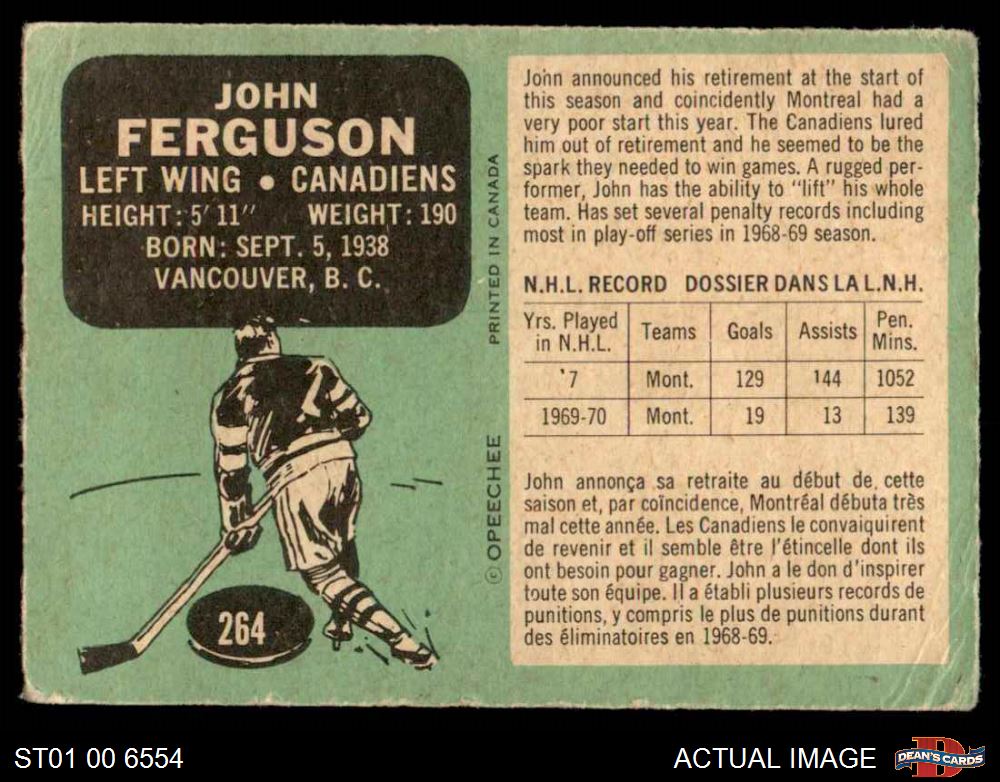 JOHN
FERGUSON
LEFT WING • CANADIENS
HEIGHT: 5' 11" WEIGHT: 190
BORN: SEPT. 5, 1938
VANCOUVER, B. C.
264
© OPEECHEE
PRINTED IN CANADA
John announced his retirement at the start of
this season and coincidently Montreal had a
very poor start this year. The Canadiens lured
him out of retirement and he seemed to be the
spark they needed to win games. A rugged per-
former, John has the ability to "lift" his whole
team. Has set several penalty records including
most in play-off series in 1968-69 season.
N.H.L. RECORD DOSSIER DANS LA L.N.H.
Yrs. Played
in N.H.L. Teams Goals Assists Pen.
Mins.
7 Mont. 129 144 1052
1969-70 Mont. 19 13 139
John annonça sa retraite au début de cette
saison et, par coïncidence, Montréal débuta très
mal cette année. Les Canadiens le convaiquirent
de revenir et il semble être l'étincelle dont ils
ont besoin pour gagner. John a le don d'inspirer
toute son équipe. Il a établi plusieurs records de
punitions, y compris le plus de punitions durant
des éliminatoires en 1968-69.
ST01 00 6554
ACTUAL IMAGE
DEAN'S CARDS